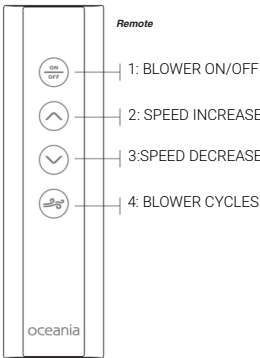 Remote
ON
OFF
1: BLOWER ON/OFF
2: SPEED INCREASE
3:SPEED DECREASE
4: BLOWER CYCLES
oceania